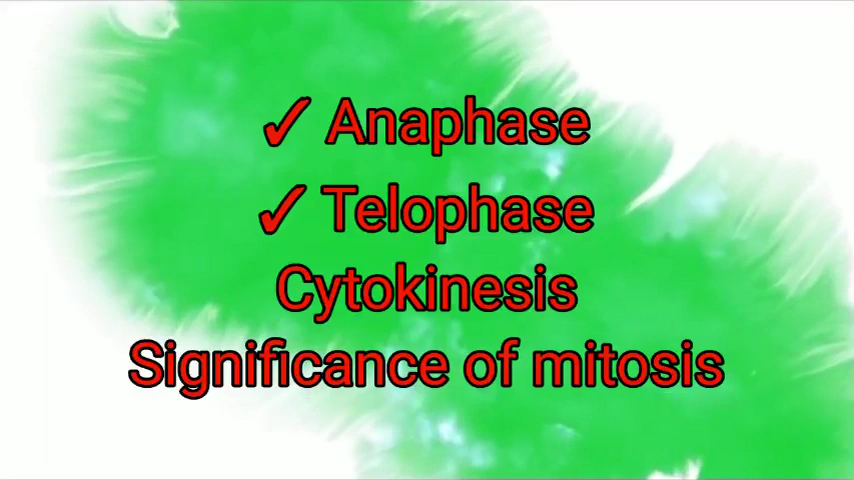 ✓ Anaphase
✓ Telophase
Cytokinesis
Significance of mitosis